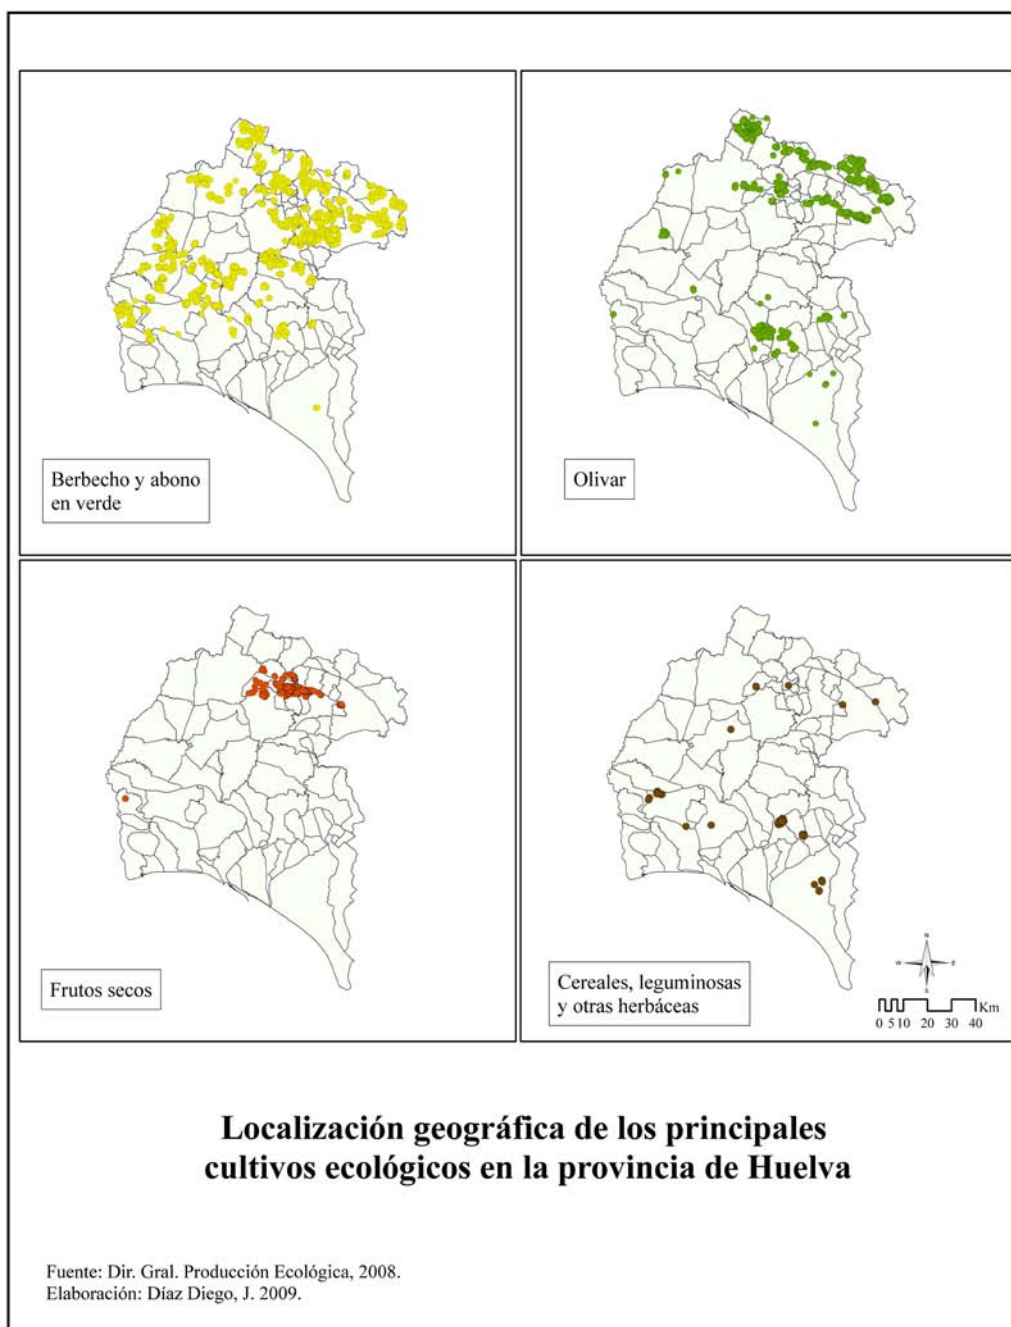 Berbecho y abono
en verde
Olivar
Frutos secos
Cereales, leguminosas
y otras herbáceas
N
W
E
S
Km
0 5 10 20 30 40
Localización geográfica de los principales
cultivos ecológicos en la provincia de Huelva
Fuente: Dir. Gral. Producción Ecológica, 2008.
Elaboración: Díaz Diego, J. 2009.